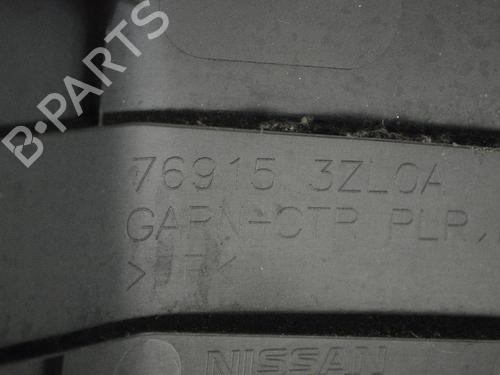 B-PARTS
76915 3ZL0A
GARN-CTR PLR,
>PP<
NISSAN